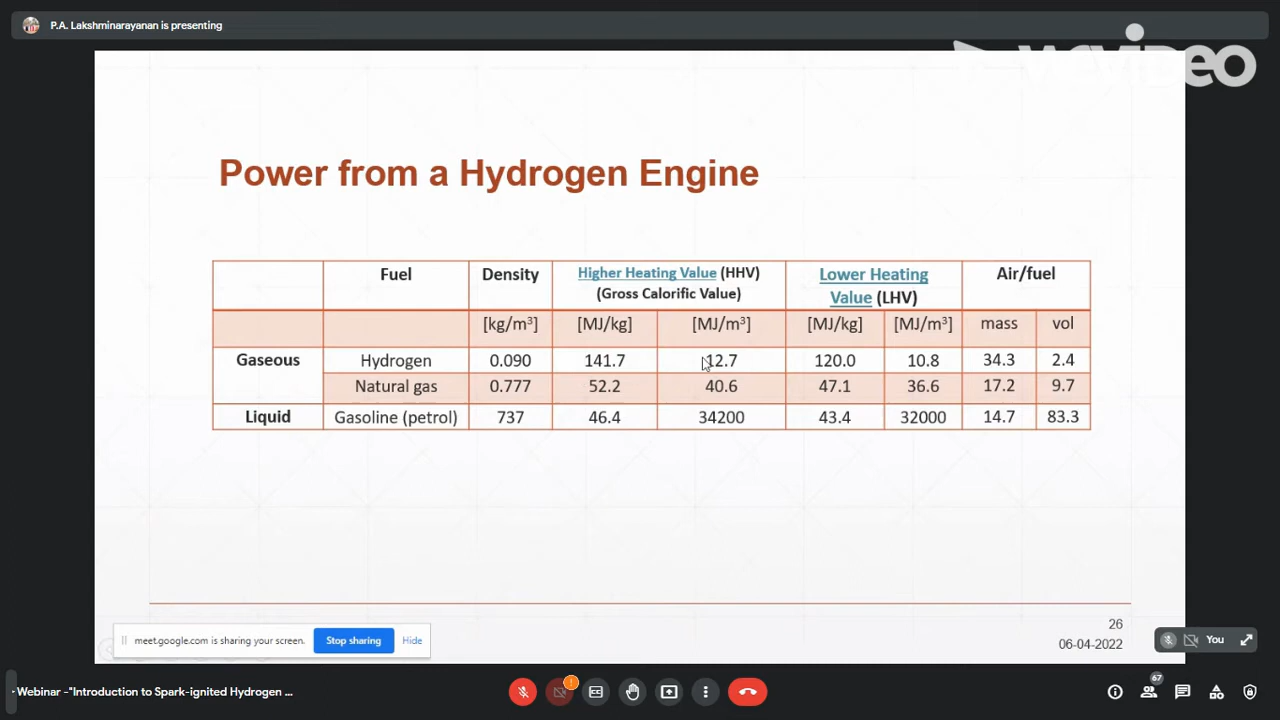 P.A. Lakshminarayanan is presenting
Power from a Hydrogen Engine
Fuel Density Higher Heating Value (HHV) (Gross Calorific Value) Lower Heating Value (LHV) Air/fuel
[kg/m³] [MJ/kg] [MJ/m³] [MJ/kg] [MJ/m³] mass vol
Gaseous Hydrogen 0.090 141.7 12.7 120.0 10.8 34.3 2.4
Natural gas 0.777 52.2 40.6 47.1 36.6 17.2 9.7
Liquid Gasoline (petrol) 737 46.4 34200 43.4 32000 14.7 83.3
26
06-04-2022
meet.google.com is sharing your screen. Stop sharing Hide
You
Webinar -"Introduction to Spark-ignited Hydrogen ...
67